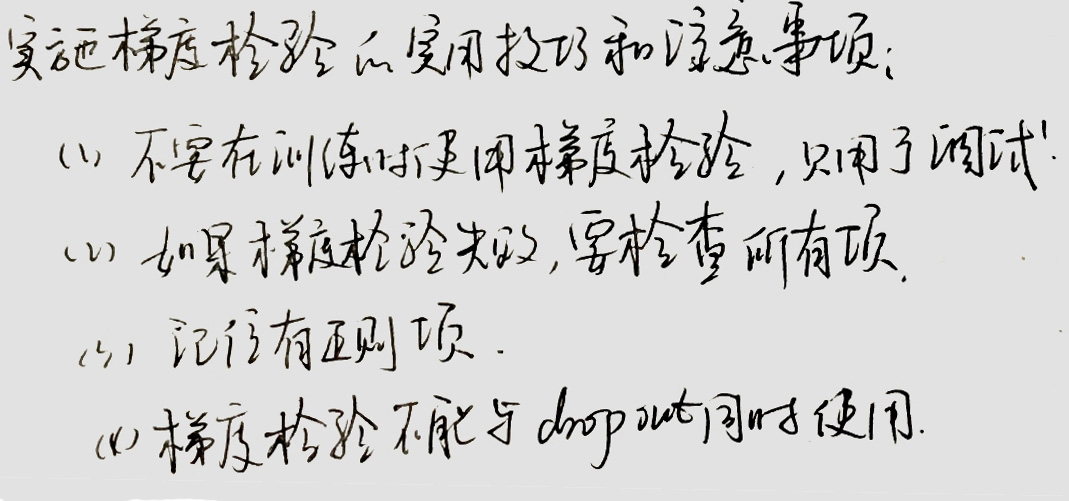 实施梯度检验的实用技巧和注意事项:
(1) 不要在训练时使用梯度检验,只用于调试.
(2) 如果梯度检验失败,要检查所有项.
(3) 记住有正则项.
(4) 梯度检验不能与dropout同时使用.